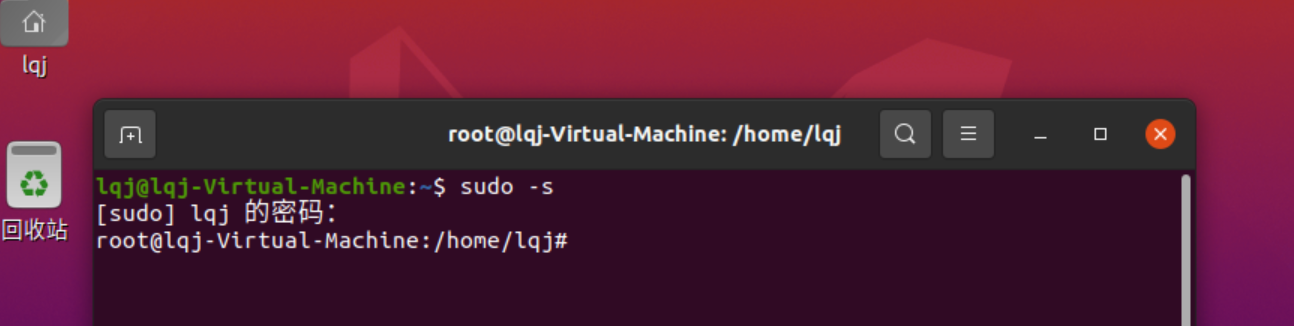 lqj
回收站
root@lqj-Virtual-Machine: /home/lqj
lqj@lqj-Virtual-Machine:~$ sudo -s
[sudo] lqj 的密码：
root@lqj-Virtual-Machine:/home/lqj#